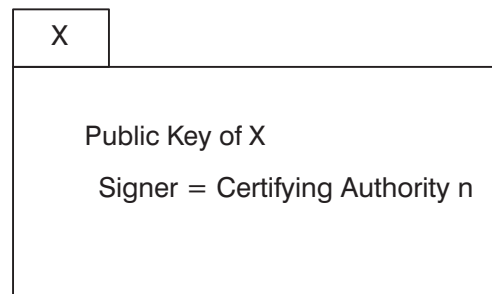 X
Public Key of X
Signer = Certifying Authority n